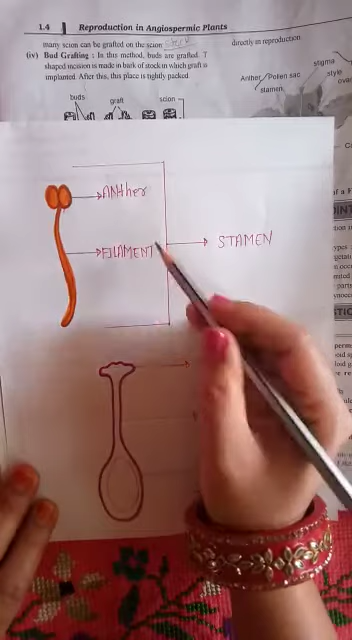 1.4 Reproduction in Angiosperm Plants
many scion can be grafted on the scion
directly in reproduction
(iv) Bud Grafting : In this method, buds are grafted. T
shaped incision is made in bark of stock in which graft is
implanted. After this, this place is tightly packed
stigma
style
Anther Polen sac
stamen
buds graft scion
ANther
FILAMENT
STAMEN